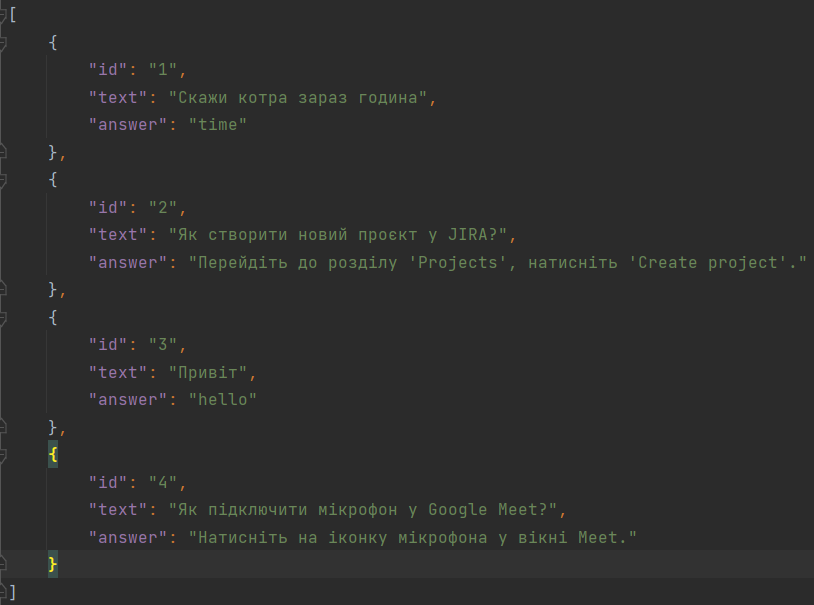 [
    {
        "id": "1",
        "text": "Скажи котра зараз година",
        "answer": "time"
    },
    {
        "id": "2",
        "text": "Як створити новий проєкт у JIRA?",
        "answer": "Перейдіть до розділу 'Projects', натисніть 'Create project'."
    },
    {
        "id": "3",
        "text": "Привіт",
        "answer": "hello"
    },
    {
        "id": "4",
        "text": "Як підключити мікрофон у Google Meet?",
        "answer": "Натисніть на іконку мікрофона у вікні Meet."
    }
]